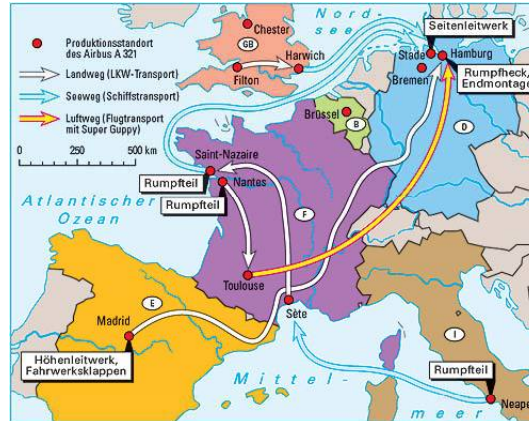 Produktionsstandort
des Airbus A 321
Landweg (LKW-Transport)
Seeweg (Schiffstransport)
Luftweg (Flugtransport
mit Super Guppy)
0
250
500 km
Chester
GB
Filton
Harwich
Nord-
see
Seitenleitwerk
Stade
Hamburg
Bremen
Rumpfheck,
Endmontage
B
Brüssel
D
Saint-Nazaire
Rumpfteil
Nantes
Rumpfteil
Atlantischer
Ozean
F
Toulouse
Sète
E
Madrid
Höhenleitwerk,
Fahrwerksklappen
I
Rumpfteil
Neapel
Mittel-
meer